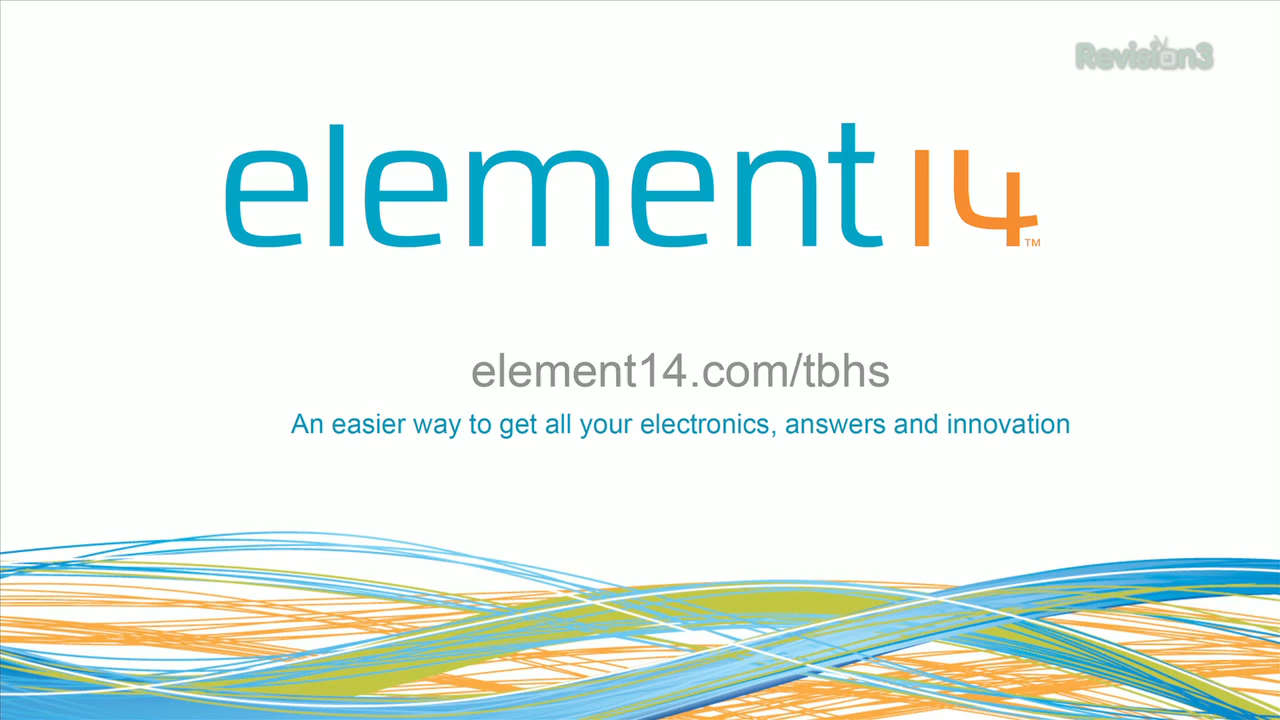 Revision3
element14™
element14.com/tbhs
An easier way to get all your electronics, answers and innovation